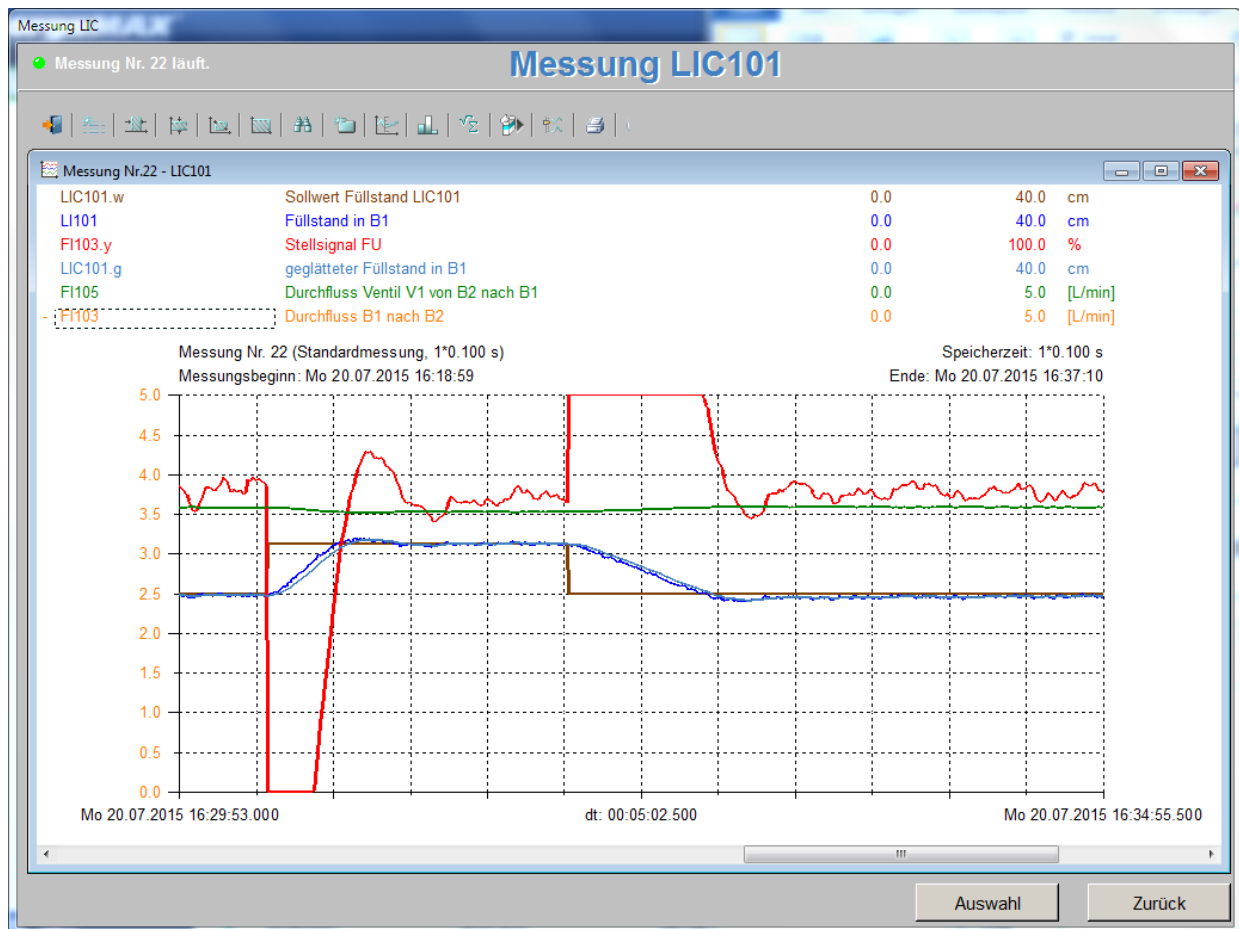 Messung LIC
Messung Nr. 22 läuft.
Messung LIC101
Messung Nr.22 - LIC101
LIC101.w Sollwert Füllstand LIC101 0.0 40.0 cm
LI101 Füllstand in B1 0.0 40.0 cm
FI103.y Stellsignal FU 0.0 100.0 %
LIC101.g geglätteter Füllstand in B1 0.0 40.0 cm
FI105 Durchfluss Ventil V1 von B2 nach B1 0.0 5.0 [L/min]
- FI103 Durchfluss B1 nach B2 0.0 5.0 [L/min]
Messung Nr. 22 (Standardmessung, 1*0.100 s) Speicherzeit: 1*0.100 s
Messungsbeginn: Mo 20.07.2015 16:18:59 Ende: Mo 20.07.2015 16:37:10
5.0
4.5
4.0
3.5
3.0
2.5
2.0
1.5
1.0
0.5
0.0
Mo 20.07.2015 16:29:53.000 dt: 00:05:02.500 Mo 20.07.2015 16:34:55.500
Auswahl Zurück